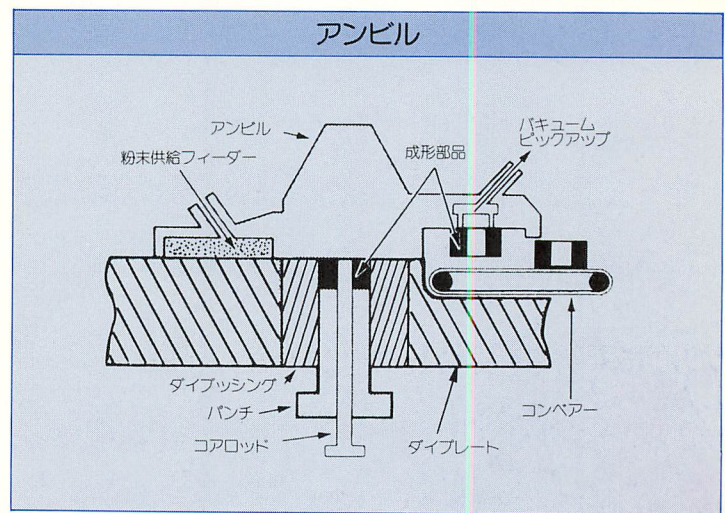 アンビル
アンビル
粉末供給フィーダー
成形部品
バキューム
ピックアップ
ダイブッシング
パンチ
コアロッド
ダイプレート
コンベアー